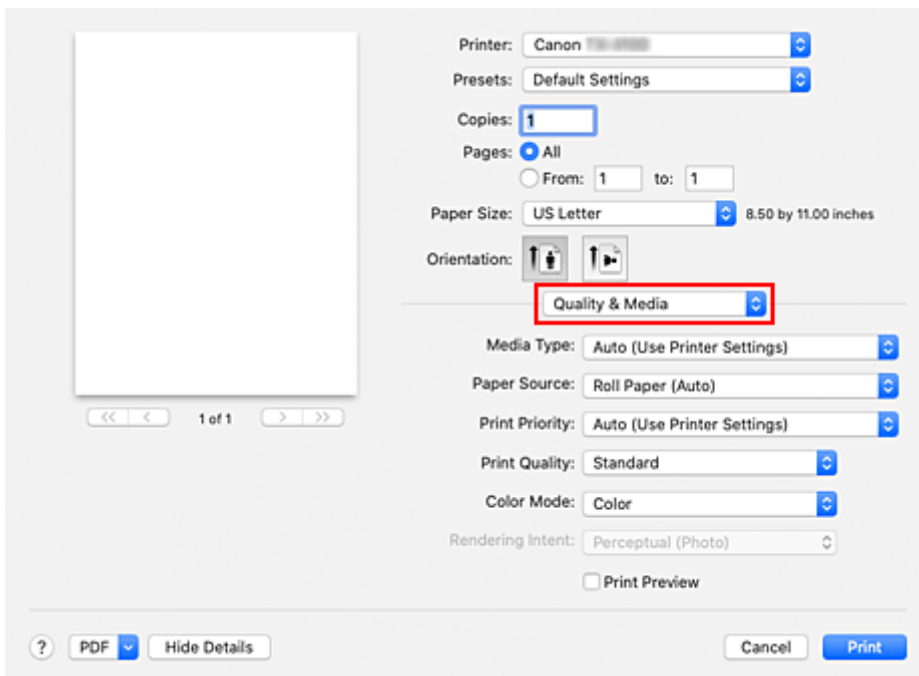 Printer: Canon
Presets: Default Settings
Copies: 1
Pages: All
From: 1 to: 1
Paper Size: US Letter 8.50 by 11.00 inches
Orientation:
Quality & Media
Media Type: Auto (Use Printer Settings)
Paper Source: Roll Paper (Auto)
<< < 1 of 1 > >>
Print Priority: Auto (Use Printer Settings)
Print Quality: Standard
Color Mode: Color
Rendering Intent: Perceptual (Photo)
Print Preview
? PDF Hide Details Cancel Print